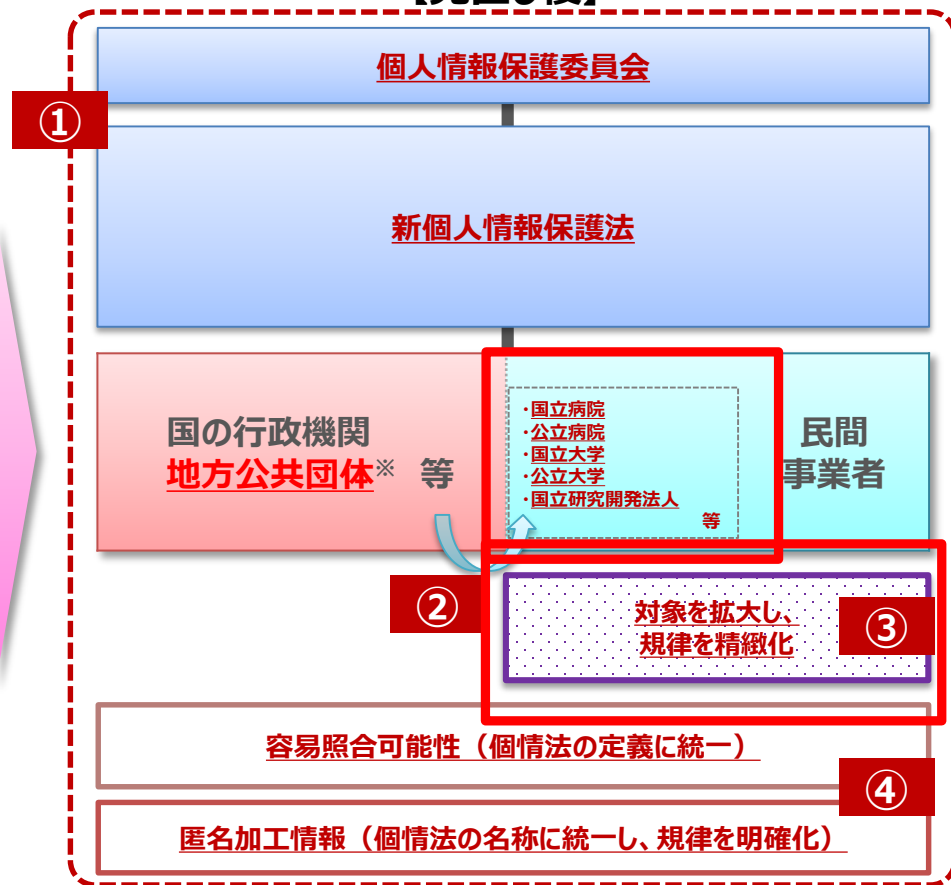 ①
個人情報保護委員会
新個人情報保護法
国の行政機関
地方公共団体※ 等
・国立病院
・公立病院
・国立大学
・公立大学
・国立研究開発法人
等
民間
事業者
②
対象を拡大し、
規律を精緻化
③
容易照合可能性（個情法の定義に統一）
④
匿名加工情報（個情法の名称に統一し、規律を明確化）